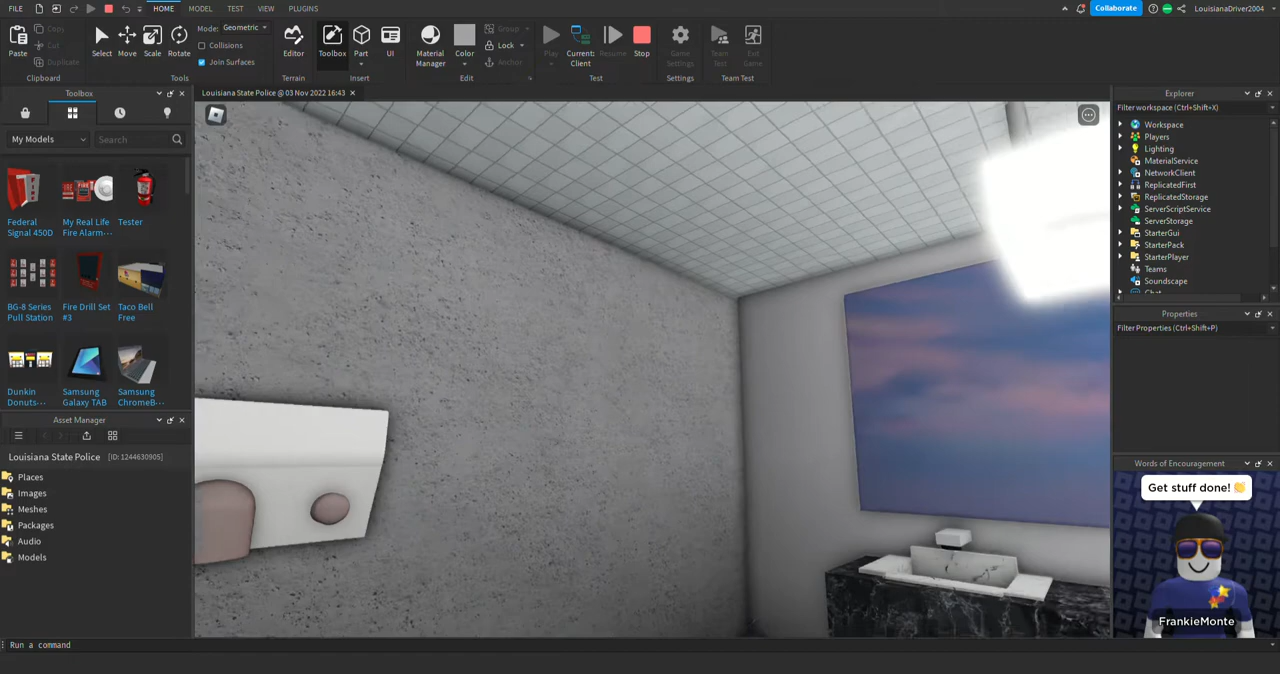 FILE
HOME
MODEL
TEST
VIEW
PLUGINS
Collaborate
LouisianaDriver2004
Paste
Copy
Cut
Duplicate
Clipboard
Select
Move
Scale
Rotate
Mode: Geometric
Collisions
Join Surfaces
Tools
Editor
Terrain
Toolbox
Part
UI
Insert
Material
Manager
Color
Group
Lock
Anchor
Edit
Play
Current:
Client
Resume
Stop
Test
Game
Settings
Settings
Team
Test
Exit
Game
Team Test
Toolbox
My Models
Search
Federal
Signal 450D
My Real Life
Fire Alarm...
Tester
BG-8 Series
Pull Station
Fire Drill Set
#3
Taco Bell
Free
Dunkin
Donuts...
Samsung
Galaxy TAB
Samsung
ChromeB...
Asset Manager
Louisiana State Police [ID: 1244630905]
Places
Images
Meshes
Packages
Audio
Models
Louisiana State Police @ 03 Nov 2022 16:43
Explorer
Filter workspace (Ctrl+Shift+X)
Workspace
Players
Lighting
MaterialService
NetworkClient
ReplicatedFirst
ReplicatedStorage
ServerScriptService
ServerStorage
StarterGui
StarterPack
StarterPlayer
Teams
Soundscape
Chat
Properties
Filter Properties (Ctrl+Shift+P)
Words of Encouragement
Get stuff done! 👏
FrankieMonte
Run a command